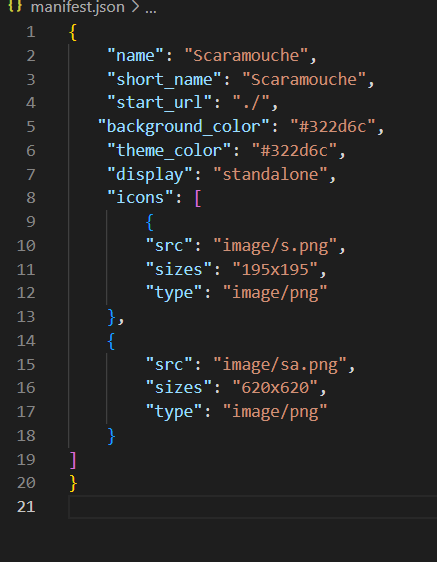 {} manifest.json > ...
1 {
2 "name": "Scaramouche",
3 "short_name": "Scaramouche",
4 "start_url": "./",
5 "background_color": "#322d6c",
6 "theme_color": "#322d6c",
7 "display": "standalone",
8 "icons": [
9 {
10 "src": "image/s.png",
11 "sizes": "195x195",
12 "type": "image/png"
13 },
14 {
15 "src": "image/sa.png",
16 "sizes": "620x620",
17 "type": "image/png"
18 }
19 ]
20 }
21